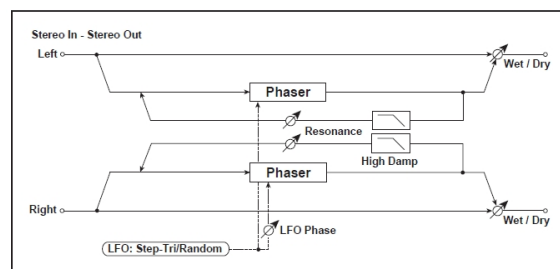 Stereo In - Stereo Out
Left
Wet / Dry
Phaser
Resonance
High Damp
Phaser
Right
Wet / Dry
LFO Phase
LFO: Step-Tri/Random